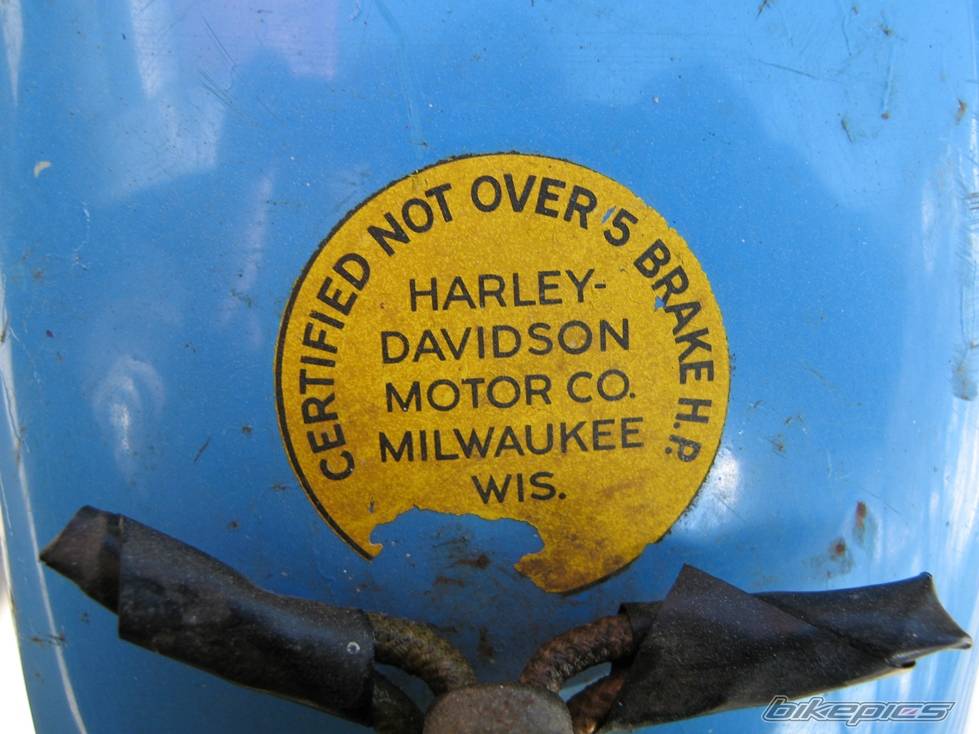 CERTIFIED NOT OVER 5 BRAKE H.P.
HARLEY-
DAVIDSON
MOTOR CO.
MILWAUKEE
WIS.
bikepics